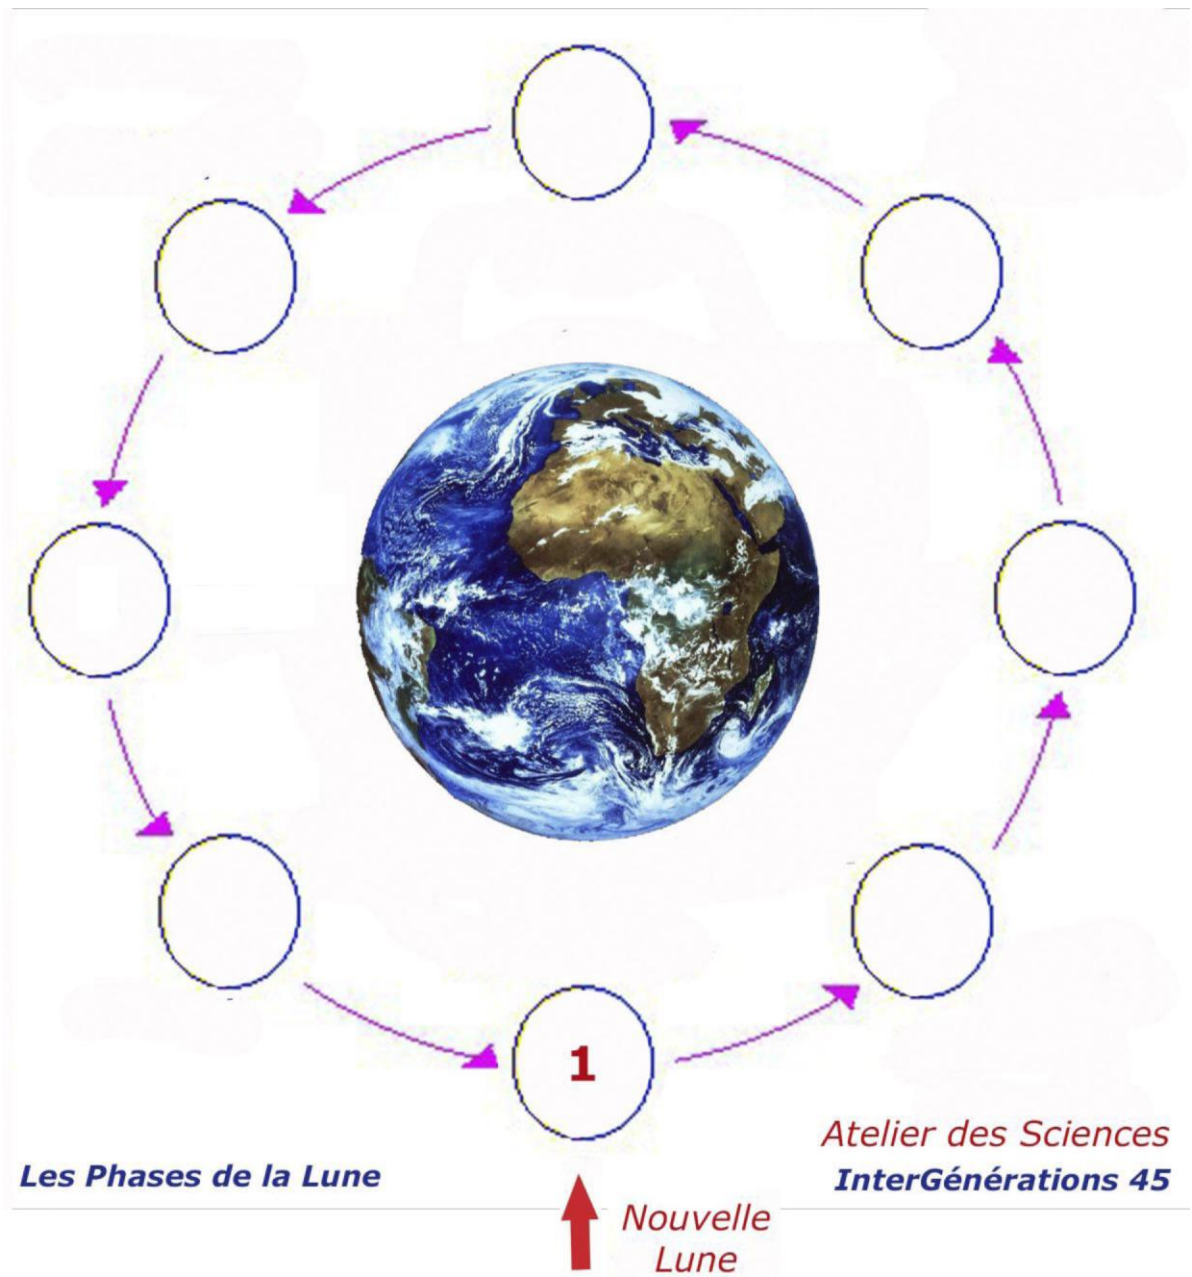 1
Atelier des Sciences
Les Phases de la Lune
InterGénérations 45
Nouvelle
Lune